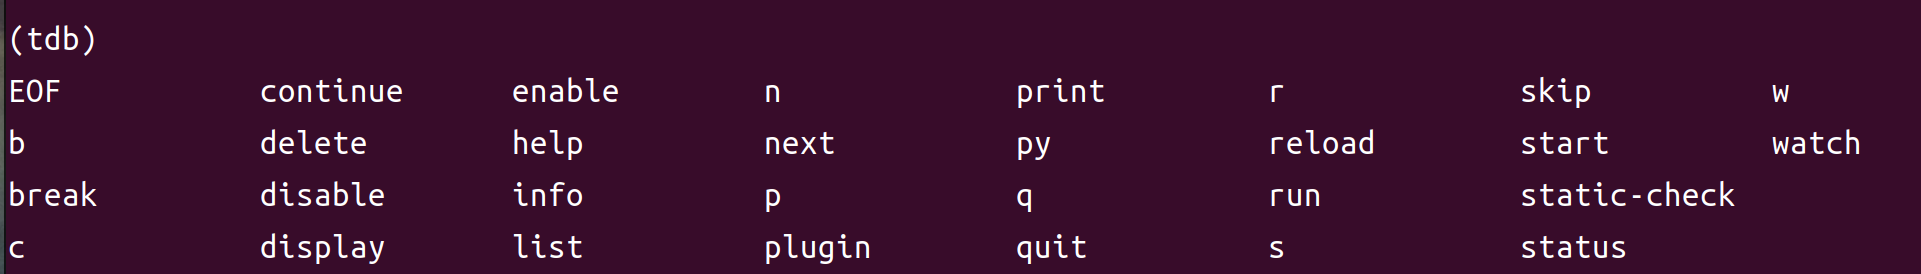 (tdb)
EOF continue enable n print r skip w
b delete help next py reload start watch
break disable info p q run static-check
c display list plugin quit s status